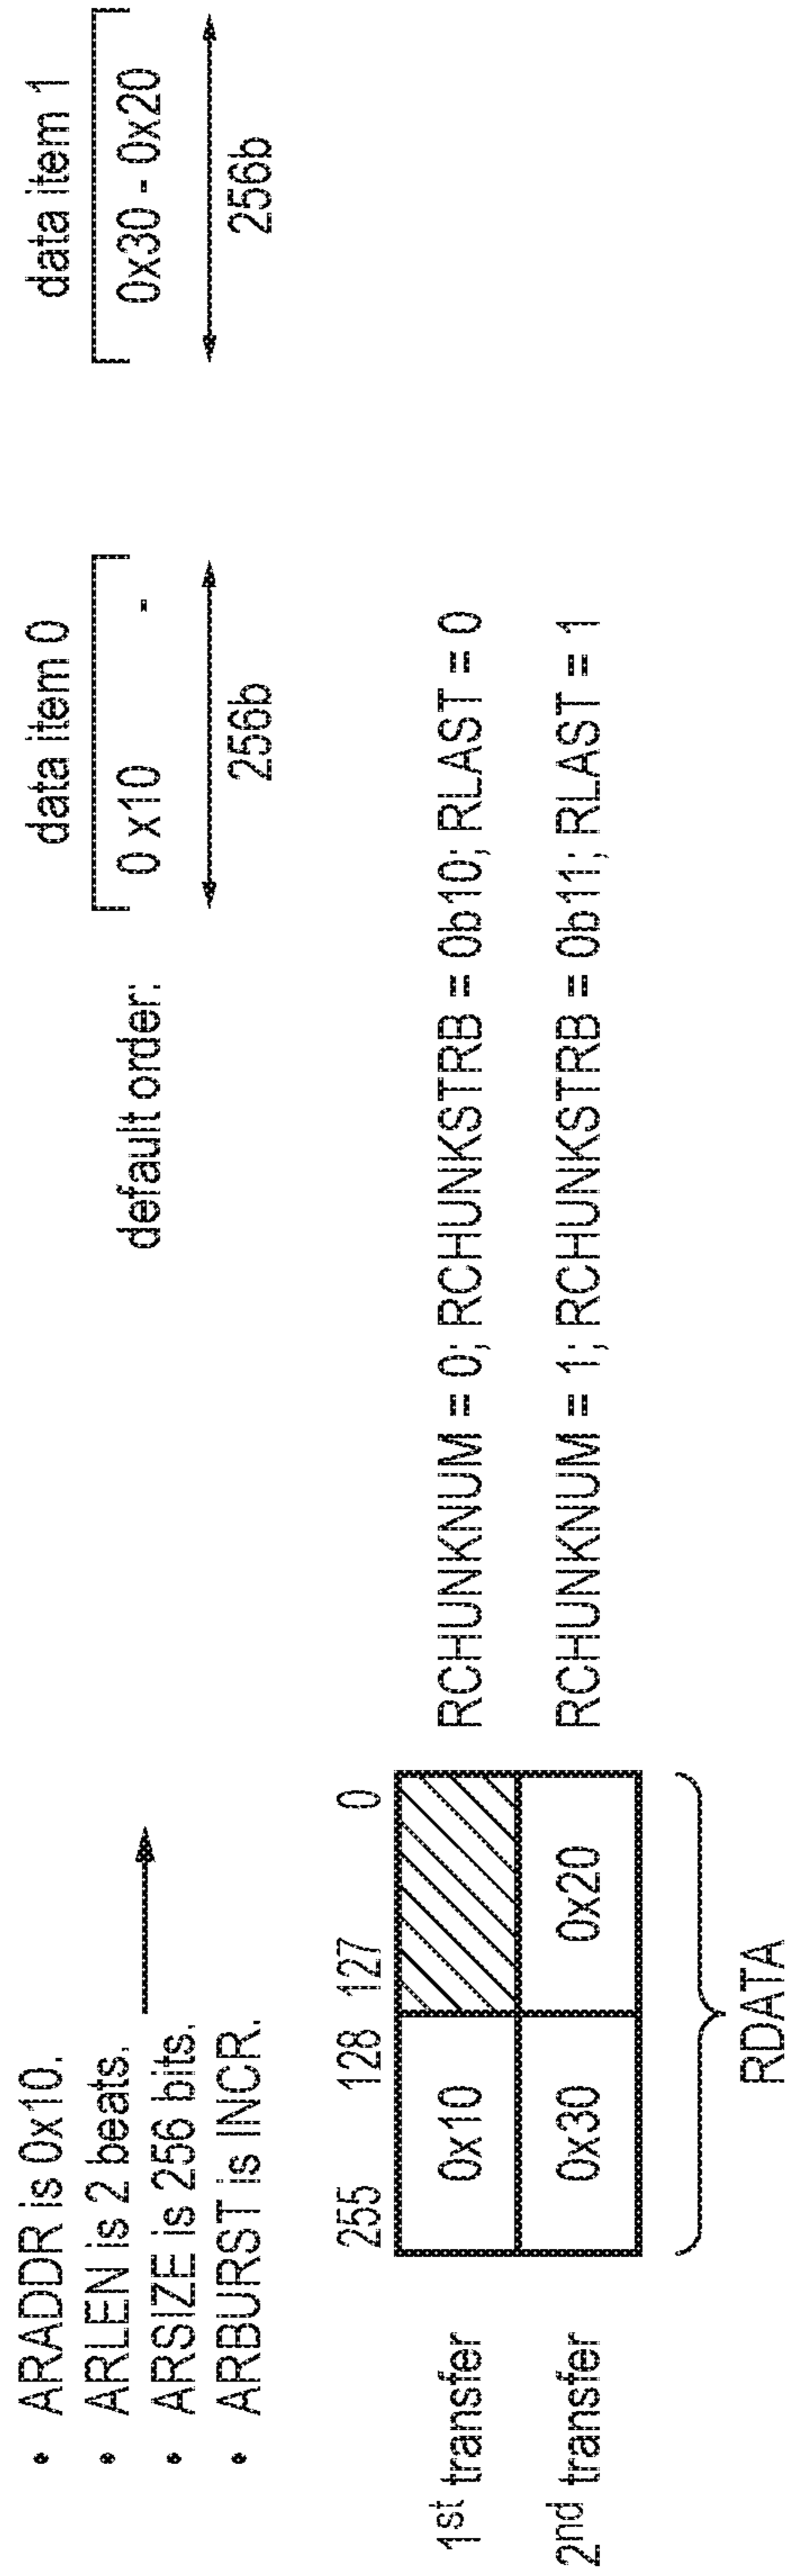 • ARADDR is 0x10.
• ARLEN is 2 beats.
• ARSIZE is 256 bits.
• ARBURST is INCR.
default order:
data item 0
0 x10 -
256b
data item 1
0x30 - 0x20
256b
255 128 127 0
1st transfer 0x10 RCHUNKNUM = 0; RCHUNKSTRB = 0b10; RLAST = 0
2nd transfer 0x30 0x20 RCHUNKNUM = 1; RCHUNKSTRB = 0b11; RLAST = 1
RDATA